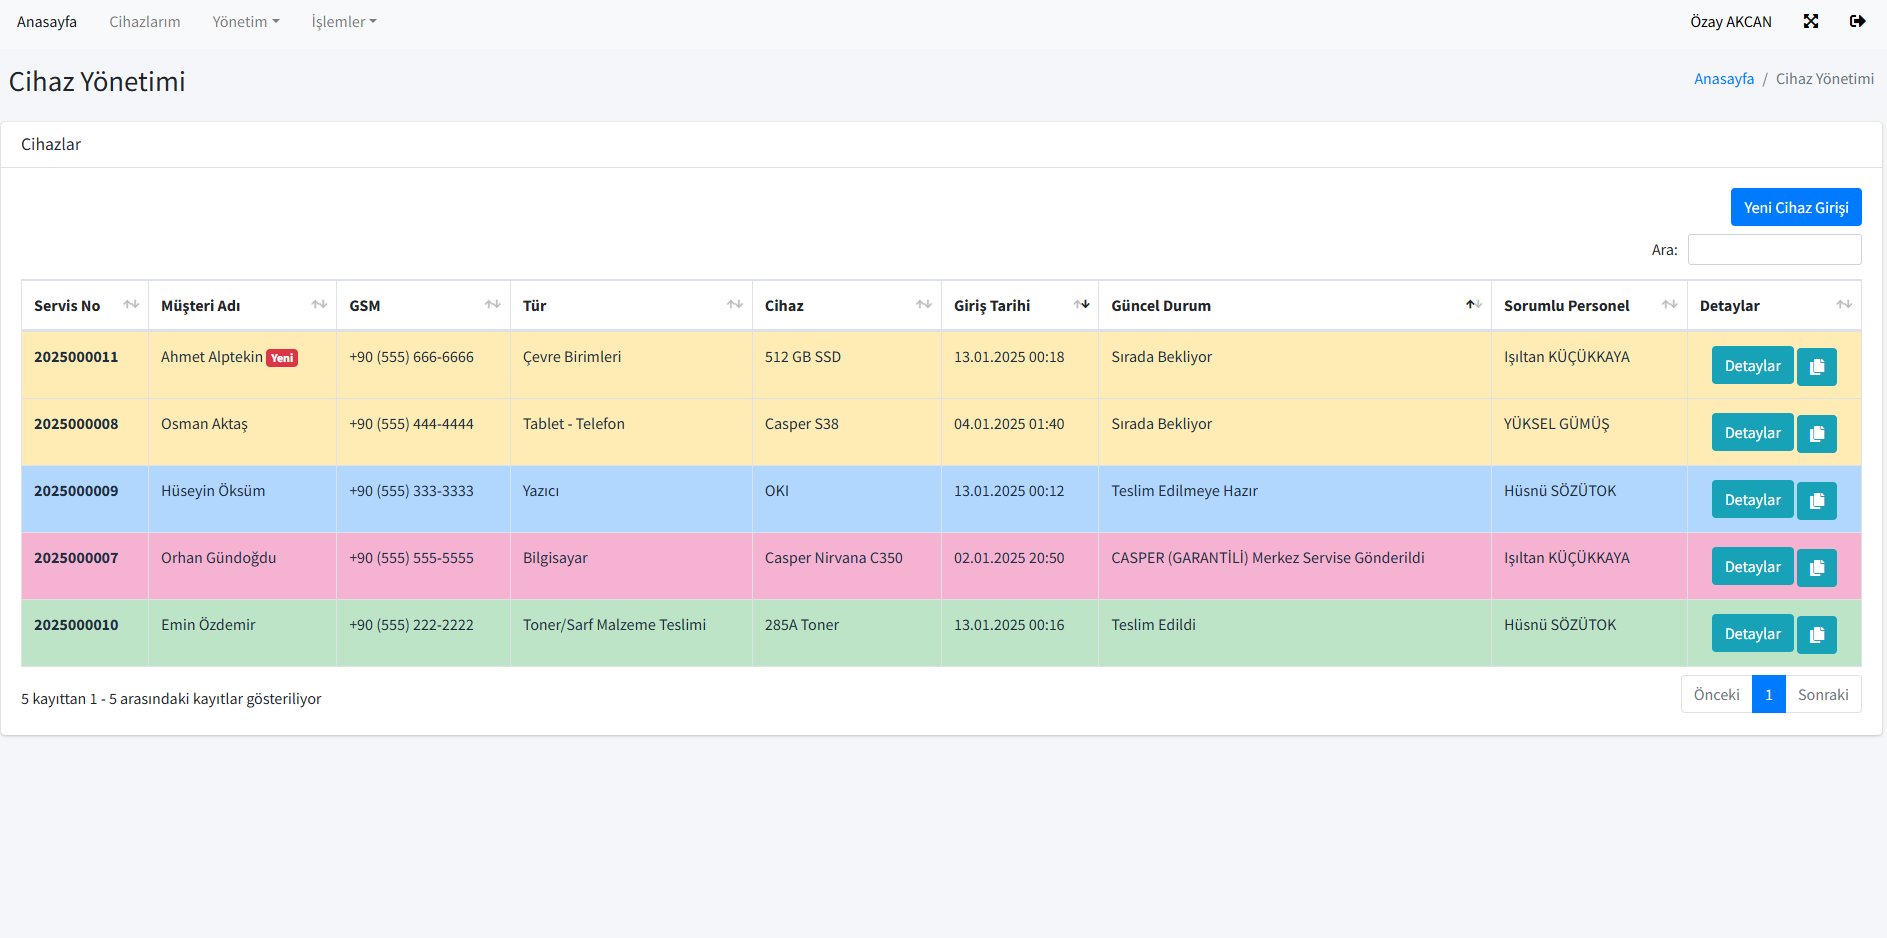 Anasayfa Cihazlarım Yönetim İşlemler Özay AKCAN
Cihaz Yönetimi
Anasayfa / Cihaz Yönetimi
Cihazlar
Yeni Cihaz Girişi
Ara:
Servis No Müşteri Adı GSM Tür Cihaz Giriş Tarihi Güncel Durum Sorumlu Personel Detaylar
2025000011 Ahmet Alptekin Yeni +90 (555) 666-6666 Çevre Birimleri 512 GB SSD 13.01.2025 00:18 Sırada Bekliyor Işıltan KÜÇÜKKAYA Detaylar
2025000008 Osman Aktaş +90 (555) 444-4444 Tablet - Telefon Casper S38 04.01.2025 01:40 Sırada Bekliyor YÜKSEL GÜMÜŞ Detaylar
2025000009 Hüseyin Öksüm +90 (555) 333-3333 Yazıcı OKI 13.01.2025 00:12 Teslim Edilmeye Hazır Hüsnü SÖZÜTOK Detaylar
2025000007 Orhan Gündoğdu +90 (555) 555-5555 Bilgisayar Casper Nirvana C350 02.01.2025 20:50 CASPER (GARANTİLİ) Merkez Servise Gönderildi Işıltan KÜÇÜKKAYA Detaylar
2025000010 Emin Özdemir +90 (555) 222-2222 Toner/Sarf Malzeme Teslimi 285A Toner 13.01.2025 00:16 Teslim Edildi Hüsnü SÖZÜTOK Detaylar
5 kayıttan 1 - 5 arasındaki kayıtlar gösteriliyor
Önceki 1 Sonraki